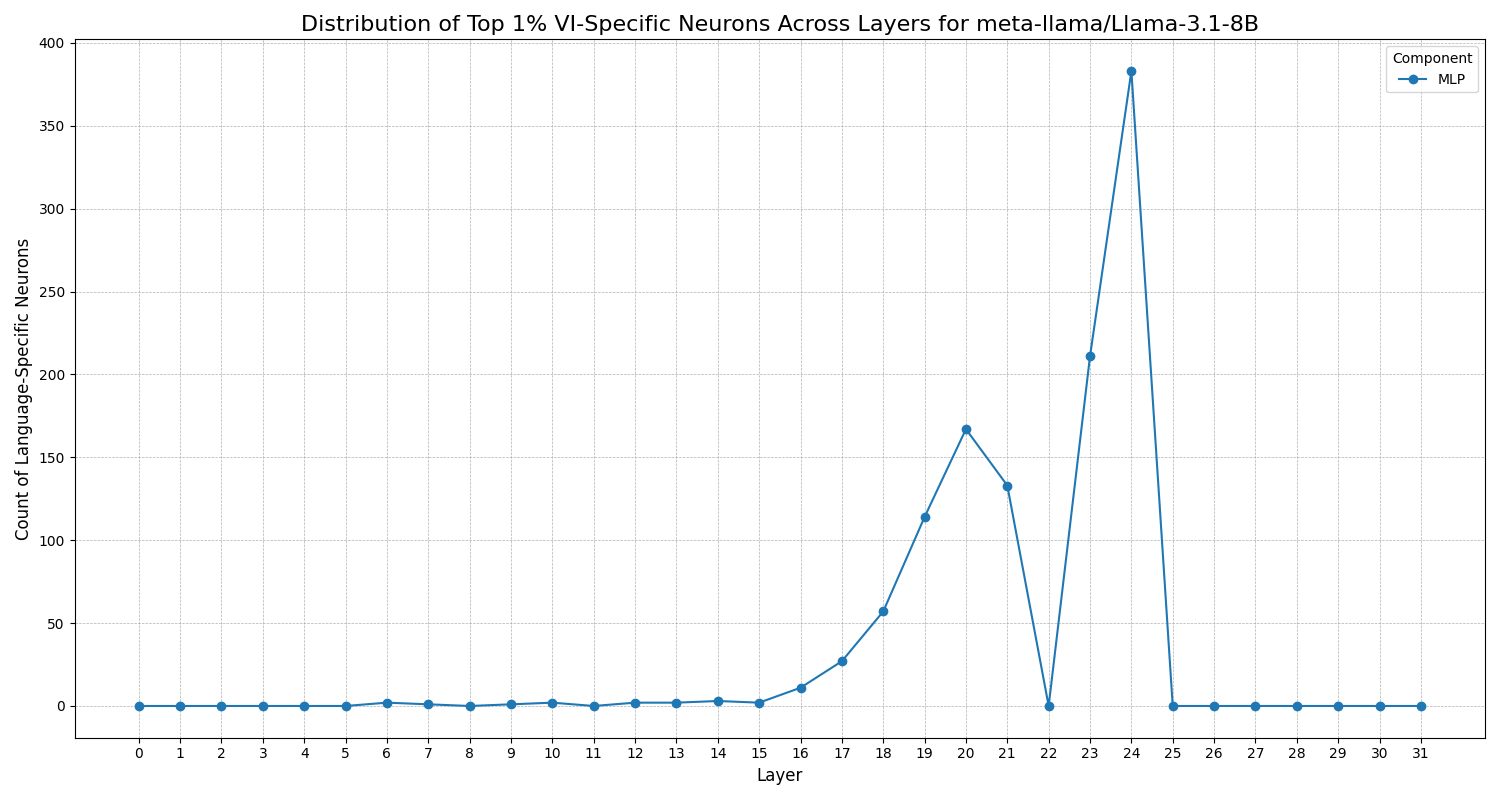 Distribution of Top 1% VI-Specific Neurons Across Layers for meta-llama/Llama-3.1-8B
Component
MLP
Count of Language-Specific Neurons
400
350
300
250
200
150
100
50
0
0 1 2 3 4 5 6 7 8 9 10 11 12 13 14 15 16 17 18 19 20 21 22 23 24 25 26 27 28 29 30 31
Layer